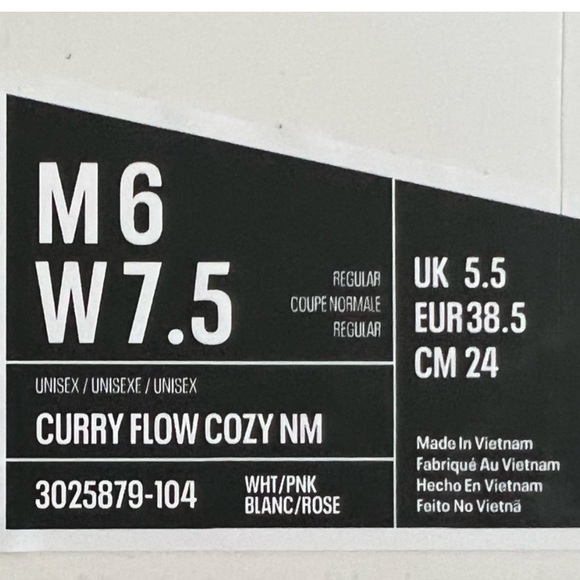 M 6
W 7.5
REGULAR
COUPE NORMALE
REGULAR
UK 5.5
EUR 38.5
CM 24
UNISEX / UNISEXE / UNISEX
CURRY FLOW COZY NM
3025879-104
WHT/PNK
BLANC/ROSE
Made In Vietnam
Fabriqué Au Vietnam
Hecho En Vietnam
Feito No Vietnã